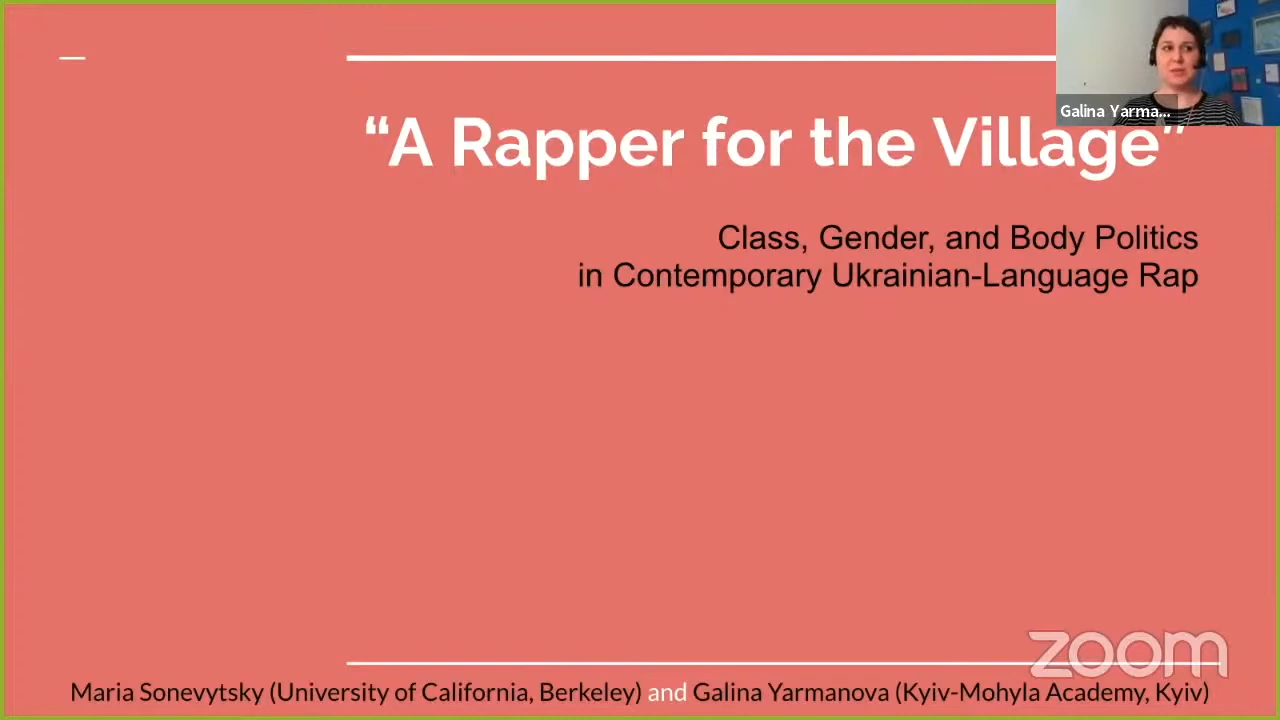 Galina Yarma...
“A Rapper for the Village”
Class, Gender, and Body Politics
in Contemporary Ukrainian-Language Rap
zoom
Maria Sonevytsky (University of California, Berkeley) and Galina Yarmanova (Kyiv-Mohyla Academy, Kyiv)